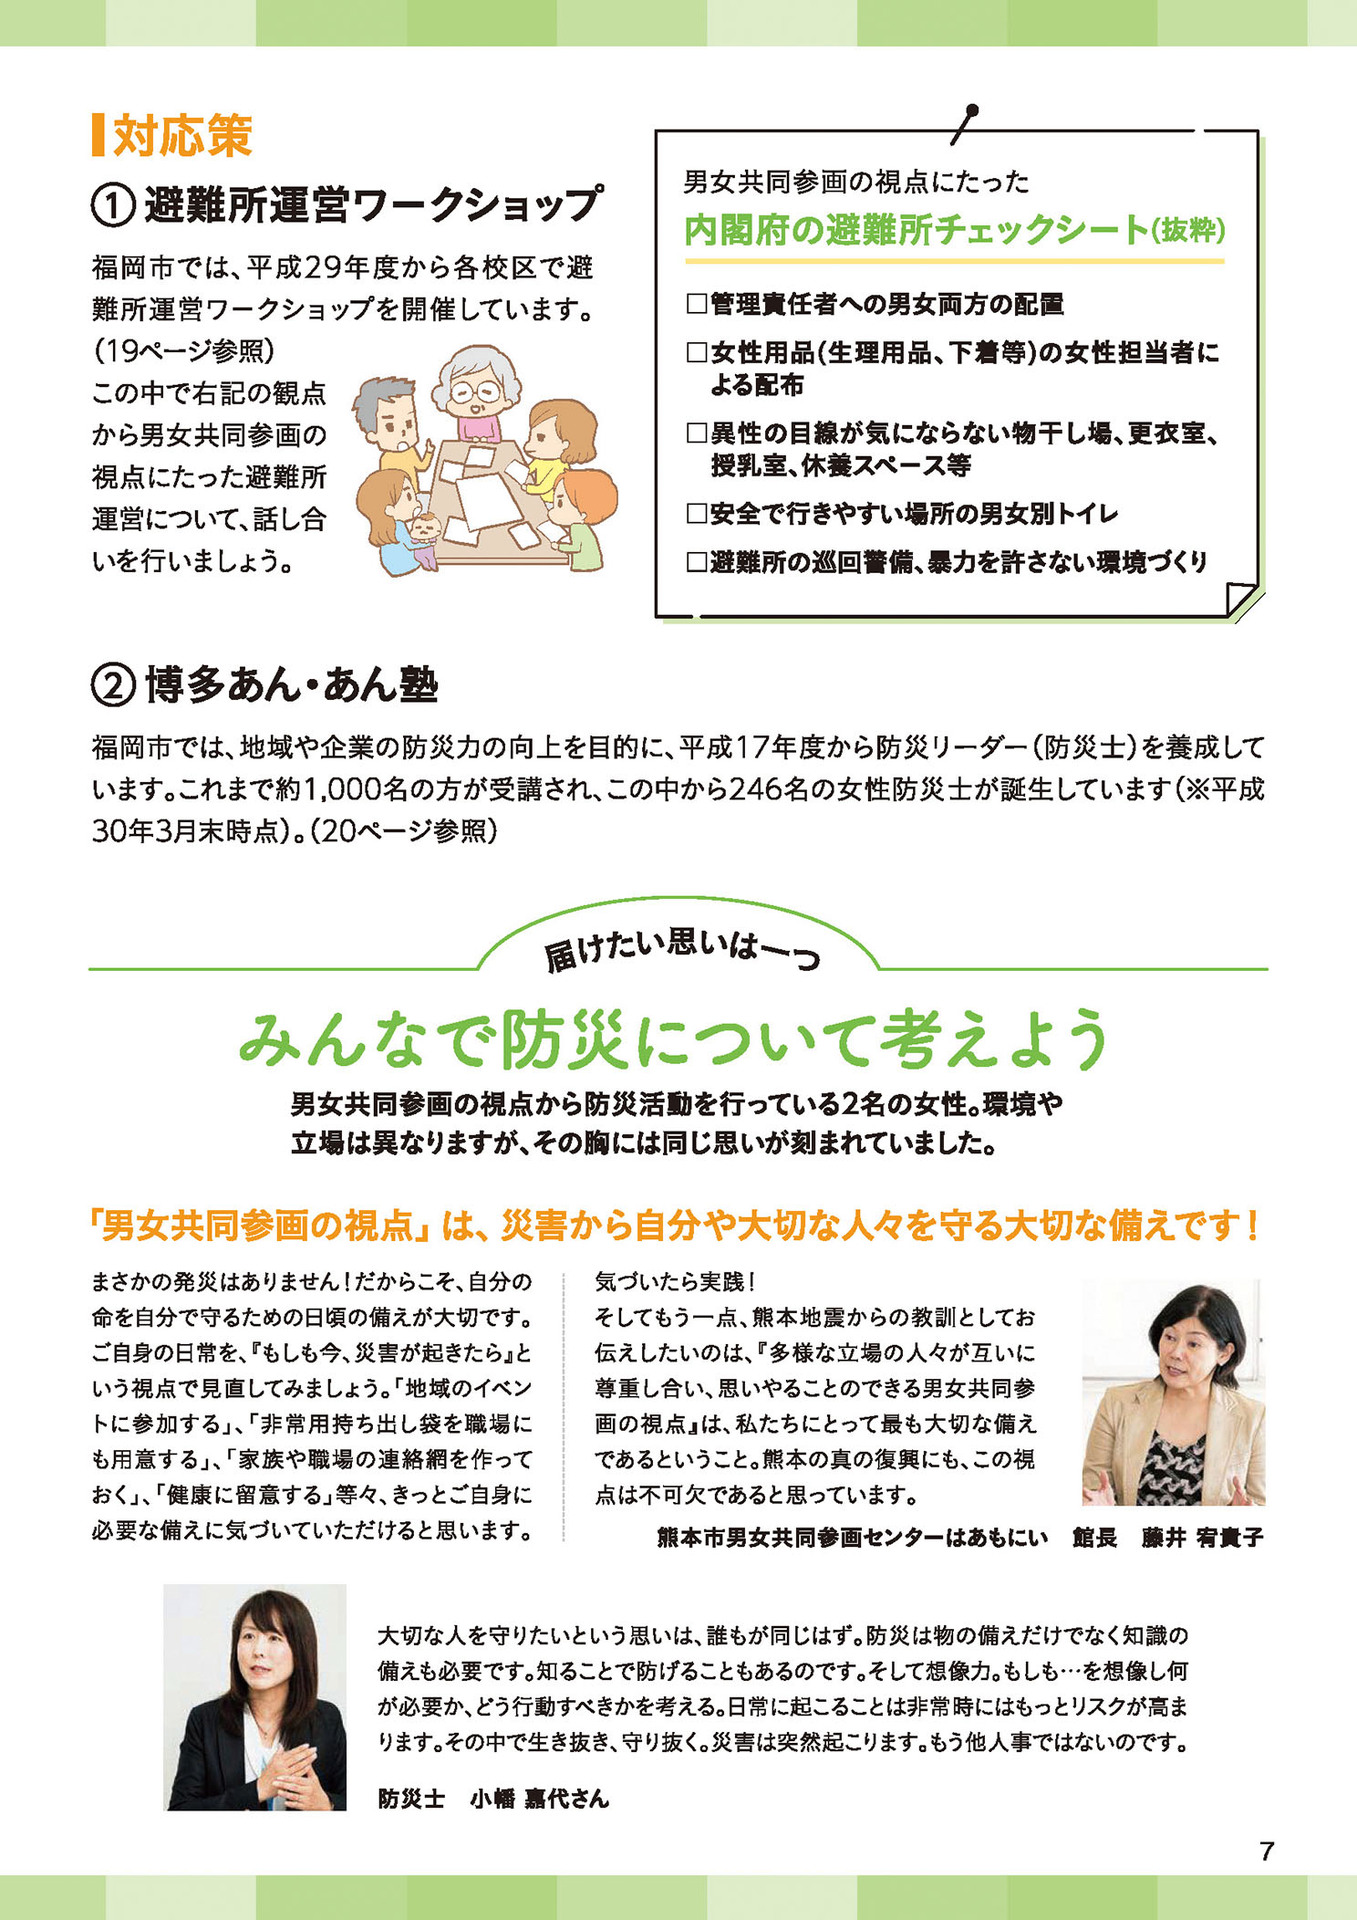 対応策
①避難所運営ワークショップ
福岡市では、平成29年度から各校区で避
難所運営ワークショップを開催しています。
（19ページ参照）
この中で右記の観点
から男女共同参画の
視点にたった避難所
運営について、話し合
いを行いましょう。
男女共同参画の視点にたった
内閣府の避難所チェックシート(抜粋)
□管理責任者への男女両方の配置
□女性用品(生理用品、下着等)の女性担当者に
よる配布
□異性の目線が気にならない物干し場、更衣室、
授乳室、休養スペース等
□安全で行きやすい場所の男女別トイレ
□避難所の巡回警備、暴力を許さない環境づくり
②博多あん・あん塾
福岡市では、地域や企業の防災力の向上を目的に、平成17年度から防災リーダー（防災士）を養成して
います。これまで約1,000名の方が受講され、この中から246名の女性防災士が誕生しています（※平成
30年3月末時点）。（20ページ参照）
届けたい思いは一つ
みんなで防災について考えよう
男女共同参画の視点から防災活動を行っている2名の女性。環境や
立場は異なりますが、その胸には同じ思いが刻まれていました。
「男女共同参画の視点」は、災害から自分や大切な人々を守る大切な備えです！
まさかの発災はありません！だからこそ、自分の
命を自分で守るための日頃の備えが大切です。
ご自身の日常を、『もしも今、災害が起きたら』と
いう視点で見直してみましょう。「地域のイベン
トに参加する」、「非常用持ち出し袋を職場に
も用意する」、「家族や職場の連絡網を作って
おく」、「健康に留意する」等々、きっとご自身に
必要な備えに気づいていただけると思います。
気づいたら実践！
そしてもう一点、熊本地震からの教訓としてお
伝えしたいのは、『多様な立場の人々が互いに
尊重し合い、思いやることのできる男女共同参
画の視点』は、私たちにとって最も大切な備え
であるということ。熊本の真の復興にも、この視
点は不可欠であると思っています。
熊本市男女共同参画センターはあもにい　館長　藤井 宥貴子
大切な人を守りたいという思いは、誰もが同じはず。防災は物の備えだけでなく知識の
備えも必要です。知ることで防げることもあるのです。そして想像力。もしも…を想像し何
が必要か、どう行動すべきかを考える。日常に起こることは非常時にはもっとリスクが高ま
ります。その中で生き抜き、守り抜く。災害は突然起こります。もう他人事ではないのです。
防災士　小幡 嘉代さん
7